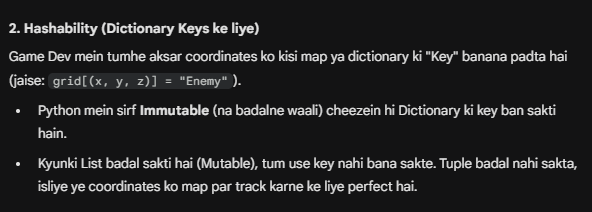 2. Hashability (Dictionary Keys ke liye)
Game Dev mein tumhe aksar coordinates ko kisi map ya dictionary ki "Key" banana padta hai
(jaise: grid[(x, y, z)] = "Enemy" ).
• Python mein sirf Immutable (na badalne waali) cheezein hi Dictionary ki key ban sakti
hain.
• Kyunki List badal sakti hai (Mutable), tum use key nahi bana sakte. Tuple badal nahi sakta,
isliye ye coordinates ko map par track karne ke liye perfect hai.